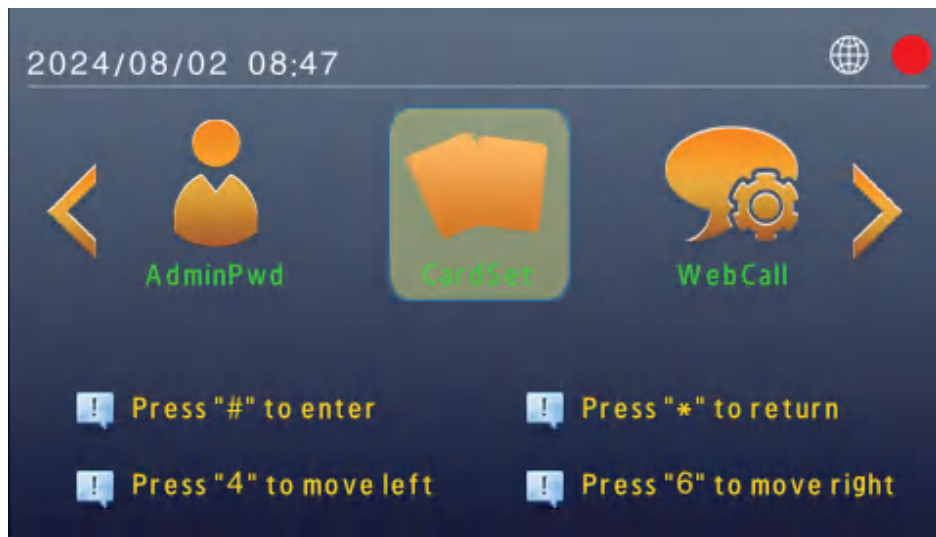 2024/08/02 08:47
AdminPwd
CardSet
WebCall
Press "#" to enter
Press "*" to return
Press "4" to move left
Press "6" to move right